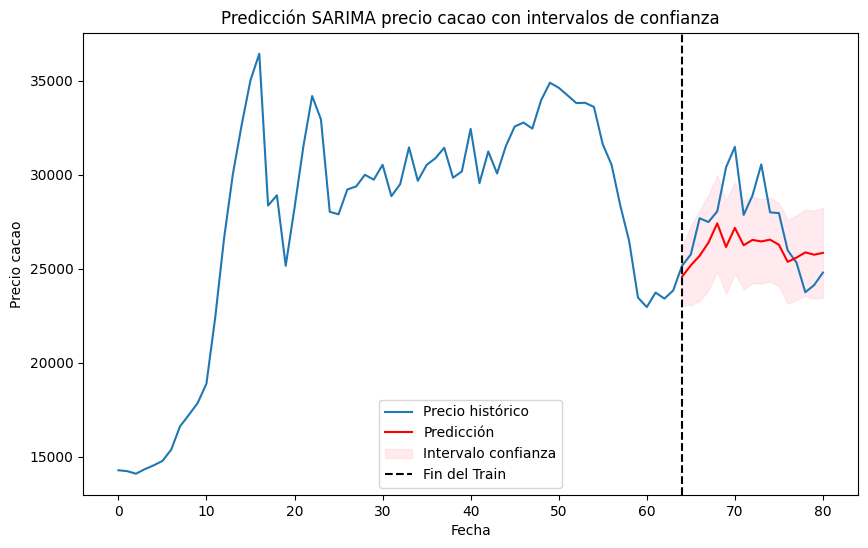 Predicción SARIMA precio cacao con intervalos de confianza
Precio cacao
35000
30000
25000
20000
15000
Precio histórico
Predicción
Intervalo confianza
Fin del Train
0 10 20 30 40 50 60 70 80
Fecha